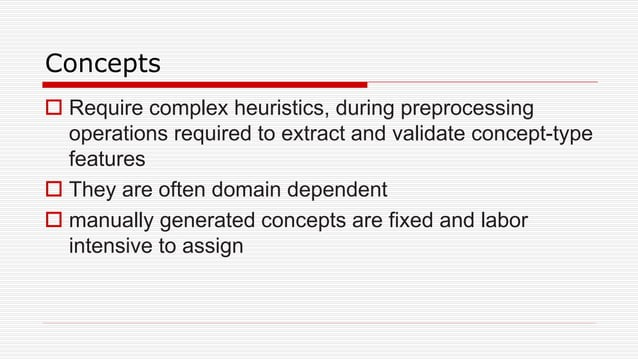 Concepts
Require complex heuristics, during preprocessing
operations required to extract and validate concept-type
features
They are often domain dependent
manually generated concepts are fixed and labor
intensive to assign